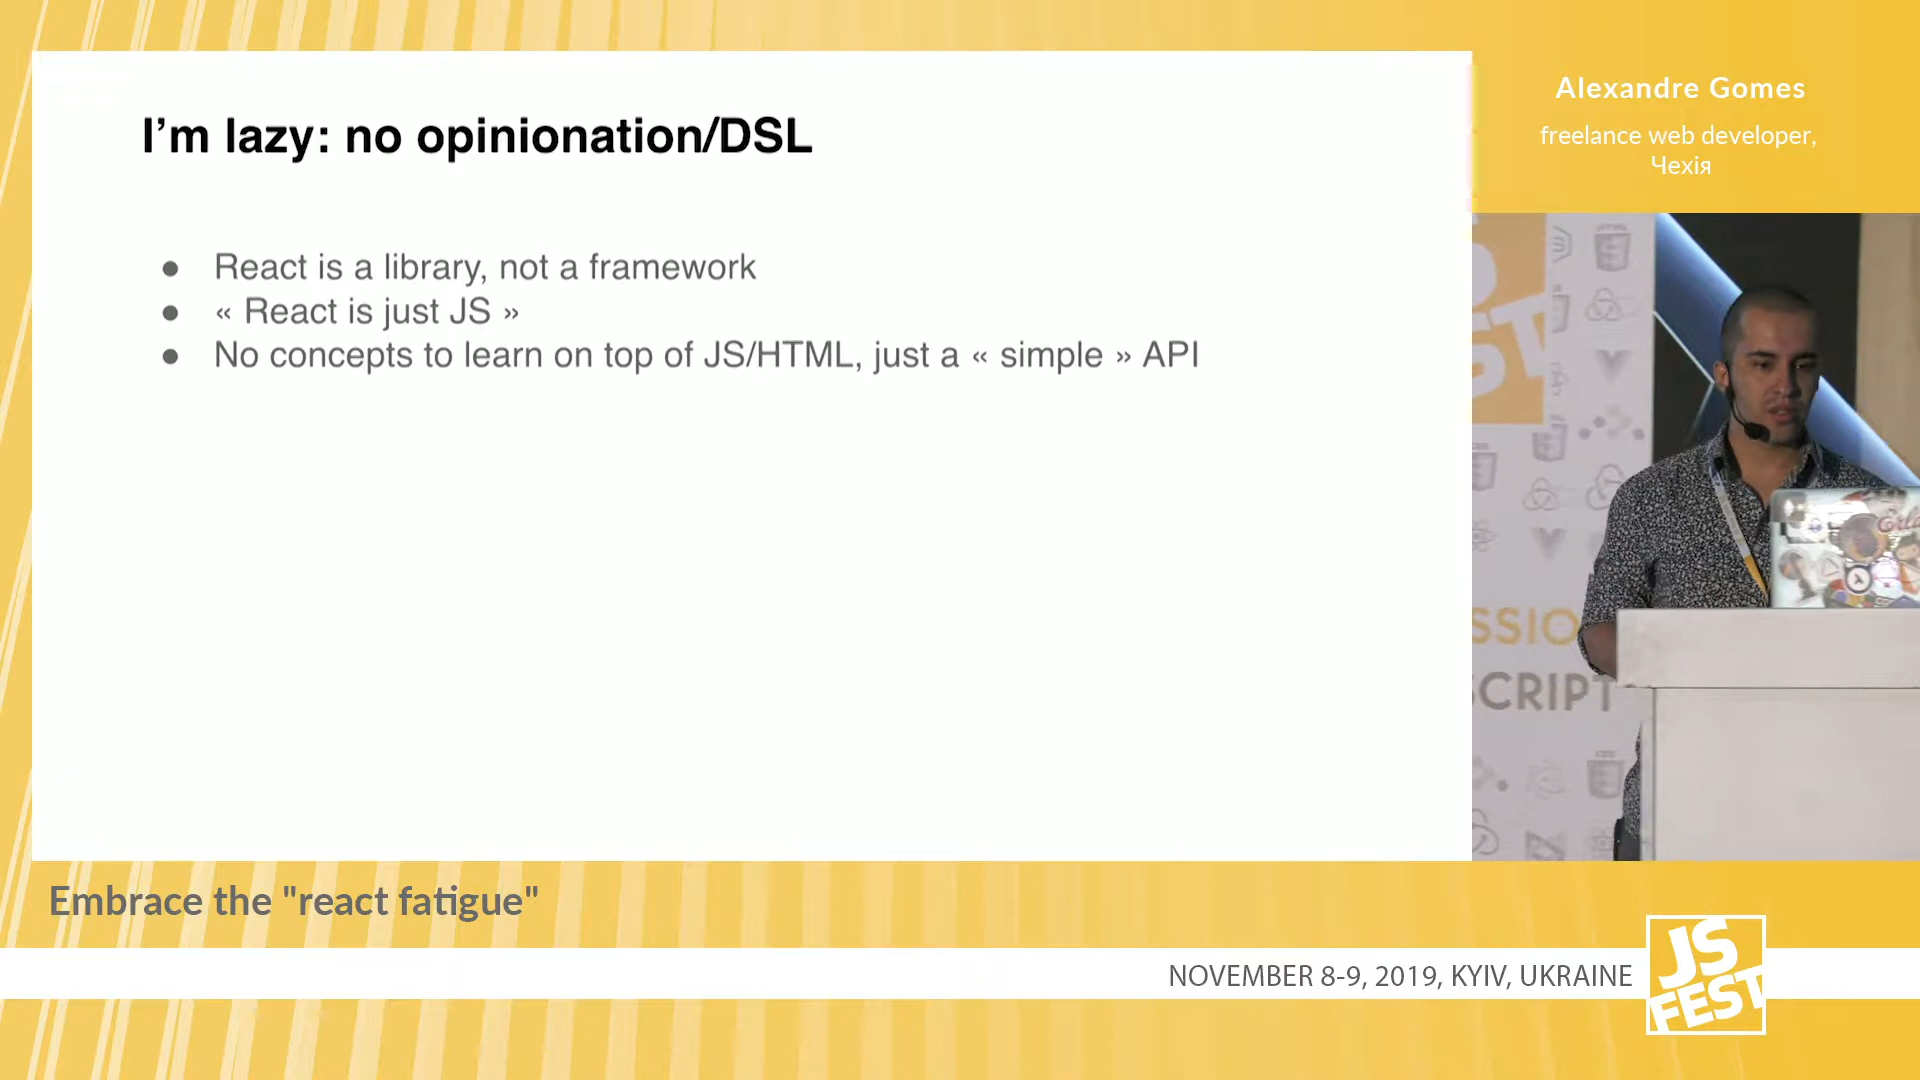 I'm lazy: no opinionation/DSL
● React is a library, not a framework
● « React is just JS »
● No concepts to learn on top of JS/HTML, just a « simple » API
Alexandre Gomes
freelance web developer,
Чехія
SSIO
SCRIPT
Embrace the "react fatigue"
NOVEMBER 8-9, 2019, KYIV, UKRAINE
JS
FEST